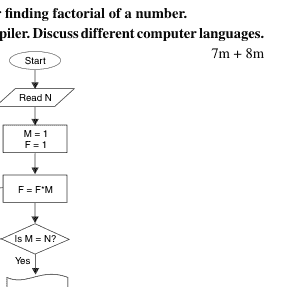 finding factorial of a number.
piler. Discuss different computer languages.
7m + 8m
Start
Read N
M = 1
F = 1
F = F*M
Is M = N?
Yes